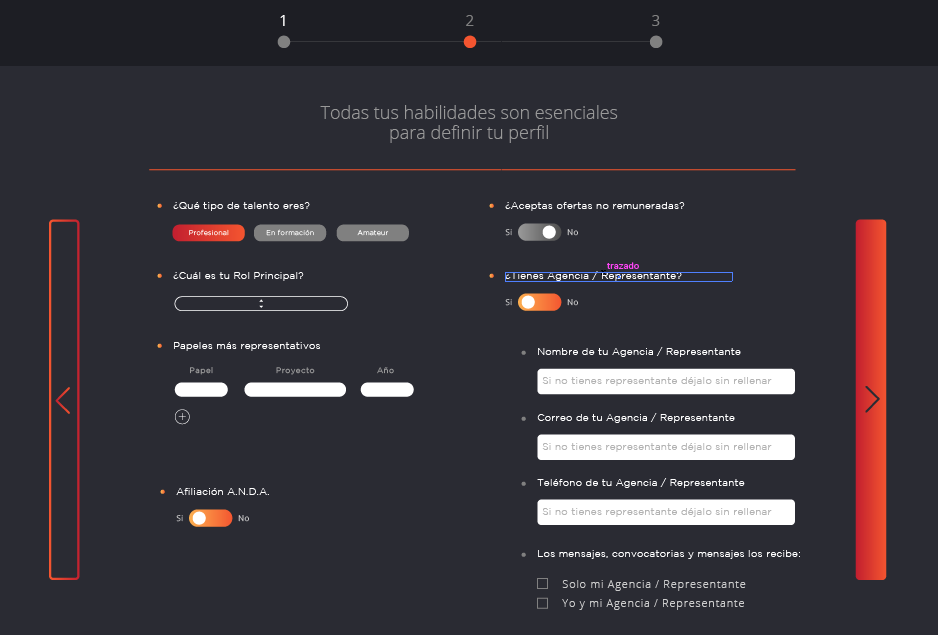 1 2 3
Todas tus habilidades son esenciales
para definir tu perfil
¿Qué tipo de talento eres?
Profesional En formación Amateur
¿Cuál es tu Rol Principal?
Papeles más representativos
Papel Proyecto Año
Afiliación A.N.D.A.
Si No
¿Aceptas ofertas no remuneradas?
Si No
trazado
¿Tienes Agencia / Representante?
Si No
Nombre de tu Agencia / Representante
Si no tienes representante déjalo sin rellenar
Correo de tu Agencia / Representante
Si no tienes representante déjalo sin rellenar
Teléfono de tu Agencia / Representante
Si no tienes representante déjalo sin rellenar
Los mensajes, convocatorias y mensajes los recibe:
Solo mi Agencia / Representante
Yo y mi Agencia / Representante